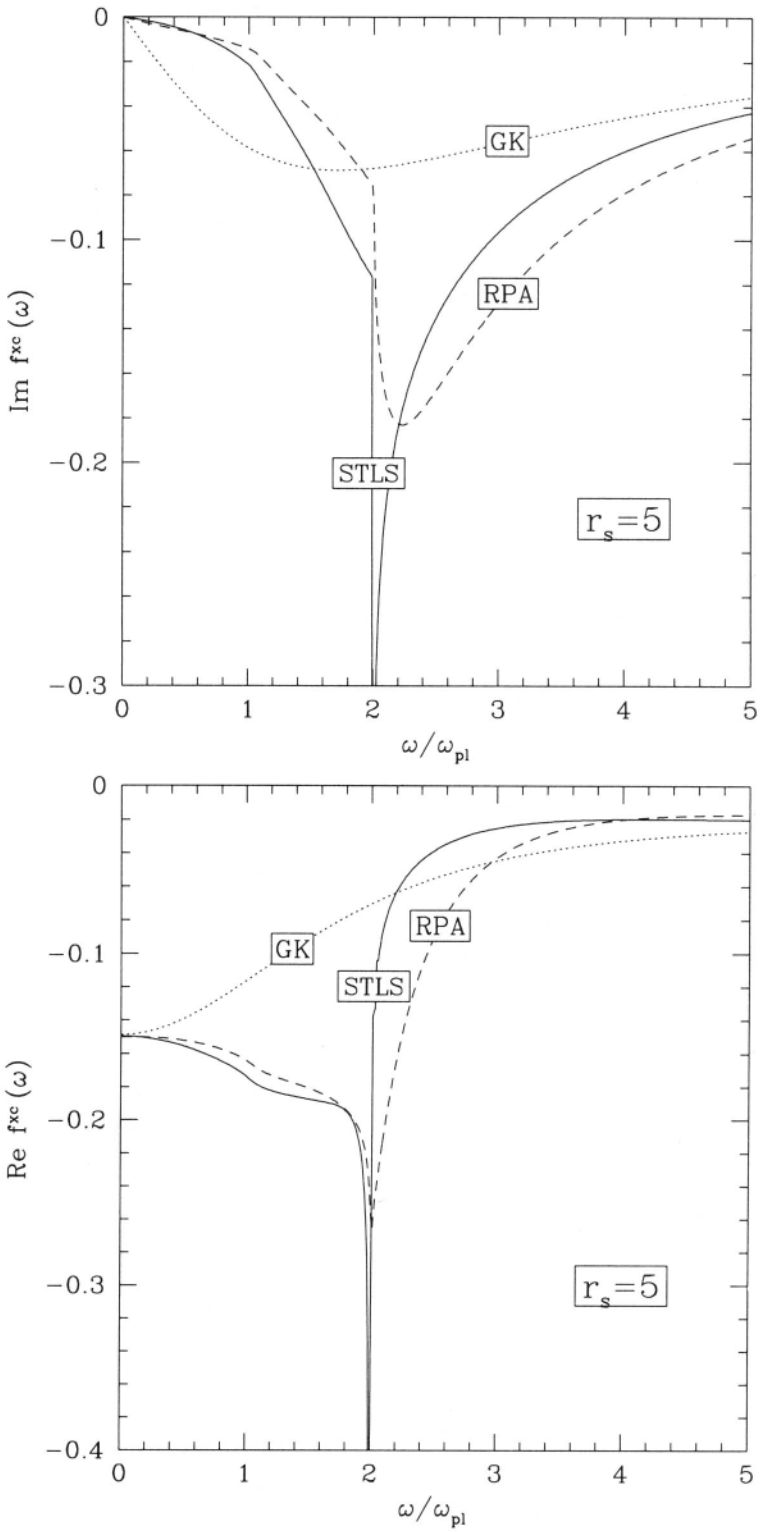 0
−0.1
−0.2
−0.3
Im f^xc(ω)
GK
RPA
STLS
r_s=5
0 1 2 3 4 5
ω/ω_pl
0
−0.1
−0.2
−0.3
−0.4
Re f^xc(ω)
GK
RPA
STLS
r_s=5
0 1 2 3 4 5
ω/ω_pl